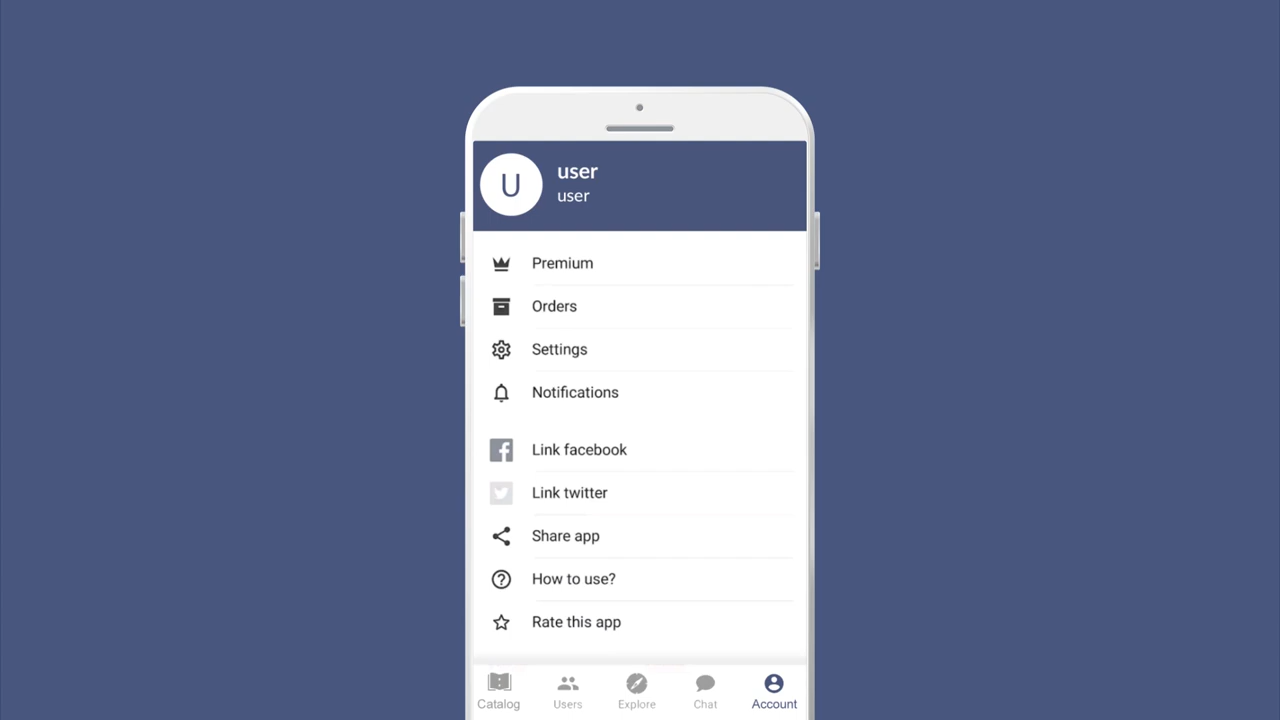 U
user
user
Premium
Orders
Settings
Notifications
Link facebook
Link twitter
Share app
How to use?
Rate this app
Catalog
Users
Explore
Chat
Account